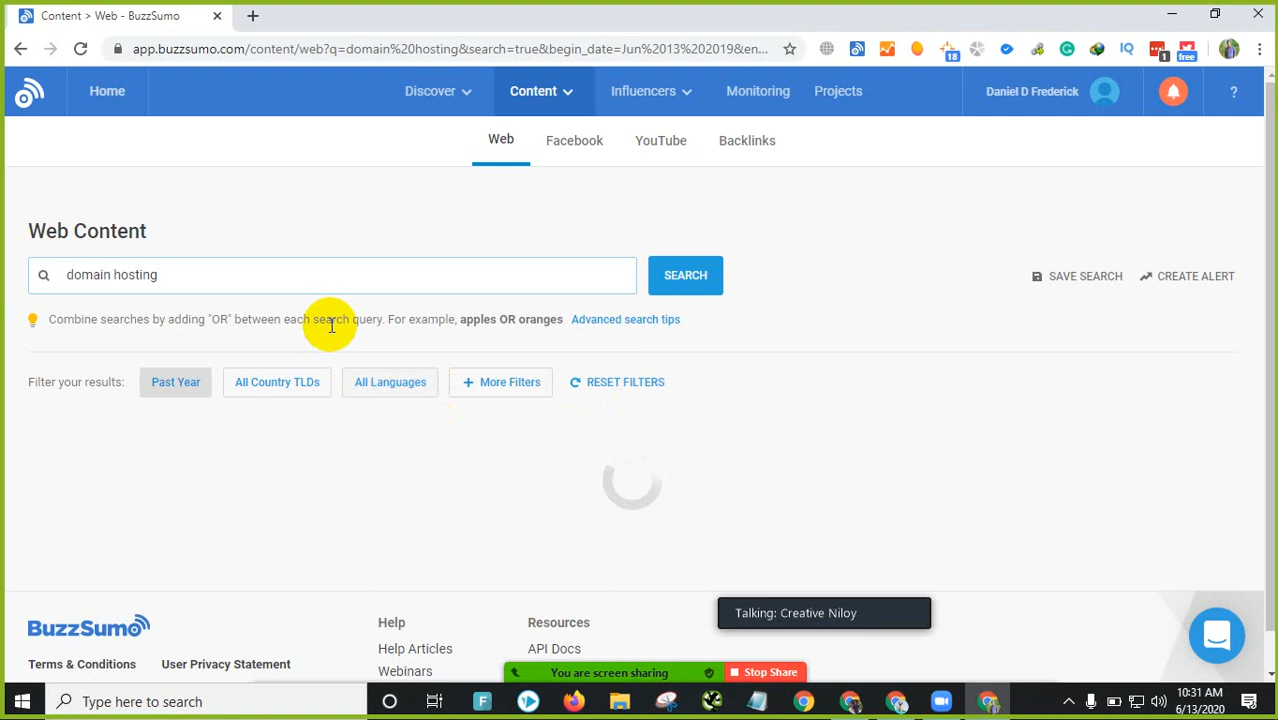 Content > Web - BuzzSumo
app.buzzsumo.com/content/web?q=domain%20hosting&search=true&begin_date=Jun%2013%202019&en...
18
IQ
1
free
Home
Discover
Content
Influencers
Monitoring
Projects
Daniel D Frederick
?
Web
Facebook
YouTube
Backlinks
Web Content
domain hosting
SEARCH
SAVE SEARCH
CREATE ALERT
Combine searches by adding "OR" between each search query. For example, apples OR oranges Advanced search tips
Filter your results:
Past Year
All Country TLDs
All Languages
+ More Filters
RESET FILTERS
BuzzSumo
Help
Resources
Talking: Creative Niloy
Help Articles
API Docs
Terms & Conditions
User Privacy Statement
Webinars
You are screen sharing
Stop Share
Type here to search
F
10:31 AM
6/13/2020